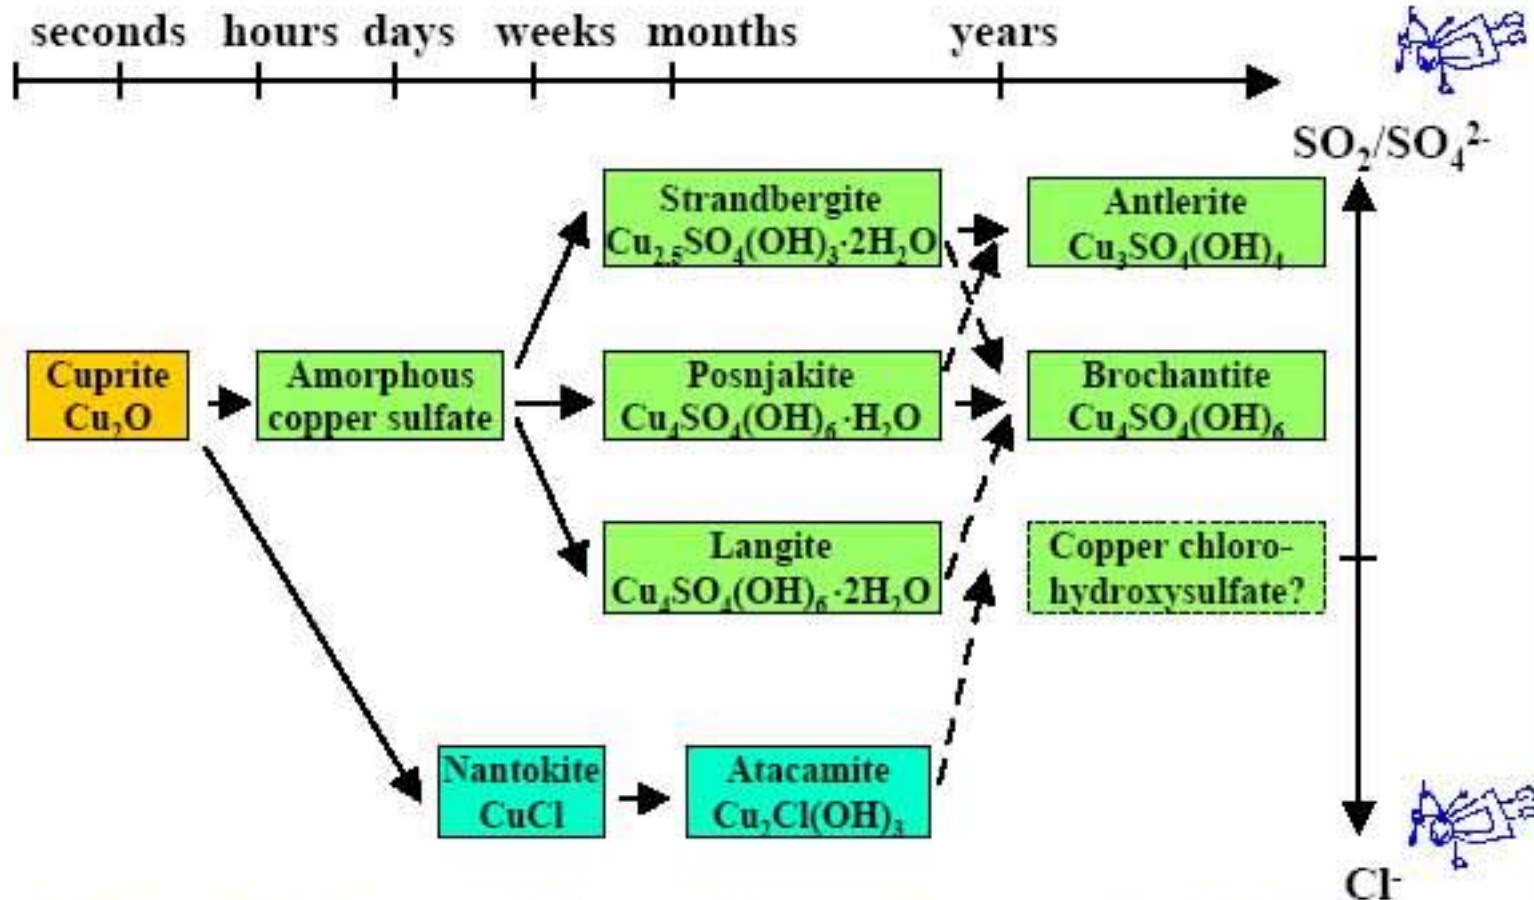 seconds hours days weeks months years
SO₂/SO₄²⁻
Strandbergite
Cu₂.₅SO₄(OH)₃·2H₂O
Antlerite
Cu₃SO₄(OH)₄
Cuprite
Cu₂O
Amorphous
copper sulfate
Posnjakite
Cu₄SO₄(OH)₆·H₂O
Brochantite
Cu₄SO₄(OH)₆
Langite
Cu₄SO₄(OH)₆·2H₂O
Copper chloro-
hydroxysulfate?
Nantokite
CuCl
Atacamite
Cu₂Cl(OH)₃
Cl⁻